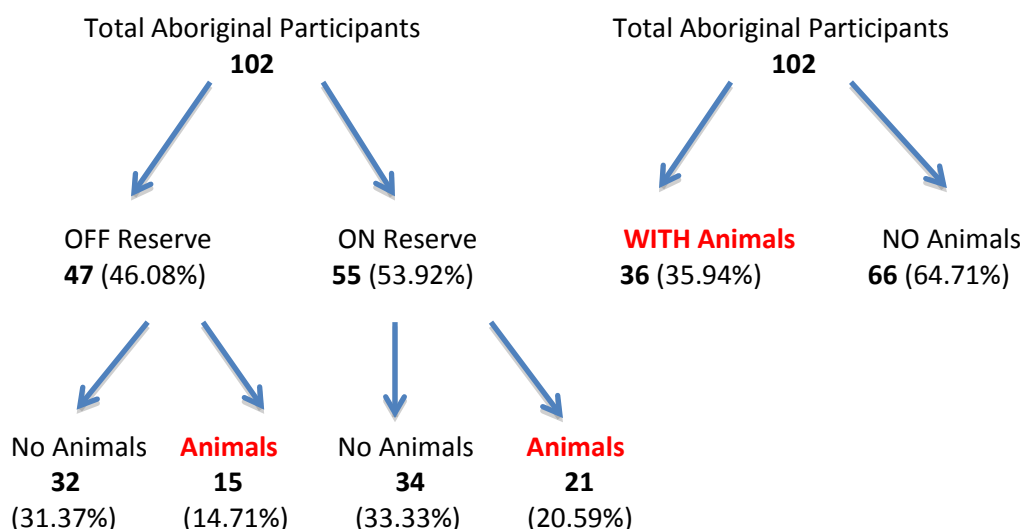 Total Aboriginal Participants
102
Total Aboriginal Participants
102
OFF Reserve
47 (46.08%)
ON Reserve
55 (53.92%)
WITH Animals
36 (35.94%)
NO Animals
66 (64.71%)
No Animals
32
(31.37%)
Animals
15
(14.71%)
No Animals
34
(33.33%)
Animals
21
(20.59%)